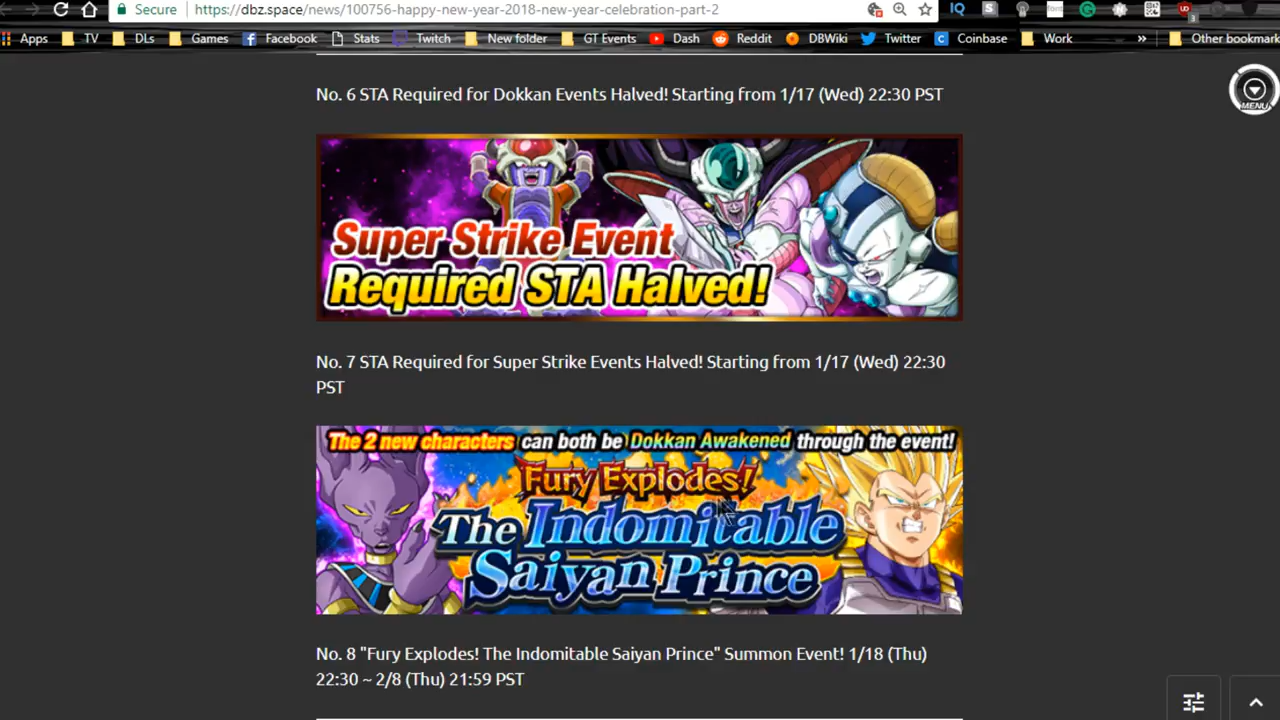 Secure https://dbz.space/news/100756-happy-new-year-2018-new-year-celebration-part-2
Apps TV DLs Games Facebook Stats Twitch New folder GT Events Dash Reddit DBWiki Twitter Coinbase Work » Other bookmark
No. 6 STA Required for Dokkan Events Halved! Starting from 1/17 (Wed) 22:30 PST
MENU
Super Strike Event
Required STA Halved!
No. 7 STA Required for Super Strike Events Halved! Starting from 1/17 (Wed) 22:30
PST
The 2 new characters can both be Dokkan Awakened through the event!
Fury Explodes!
The Indomitable
Saiyan Prince
No. 8 "Fury Explodes! The Indomitable Saiyan Prince" Summon Event! 1/18 (Thu)
22:30 ~ 2/8 (Thu) 21:59 PST